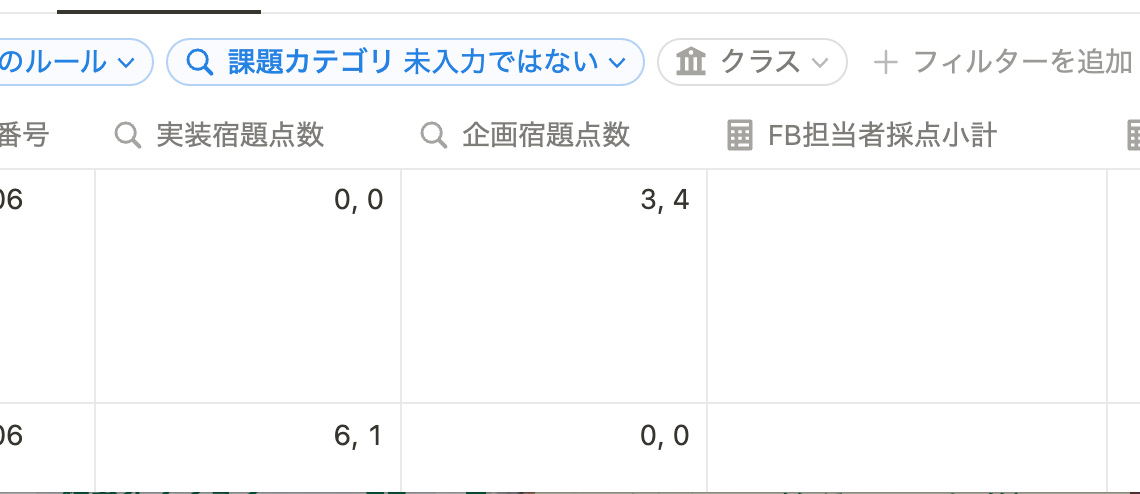 のルール 課題カテゴリ 未入力ではない クラス + フィルターを追加
番号 実装宿題点数 企画宿題点数 FB担当者採点小計
06 0, 0 3, 4
06 6, 1 0, 0